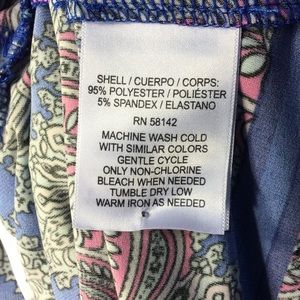 SHELL / CUERPO / CORPS:
95% POLYESTER / POLIÉSTER
5% SPANDEX / ELASTANO
RN 58142
MACHINE WASH COLD
WITH SIMILAR COLORS
GENTLE CYCLE
ONLY NON-CHLORINE
BLEACH WHEN NEEDED
TUMBLE DRY LOW
WARM IRON AS NEEDED